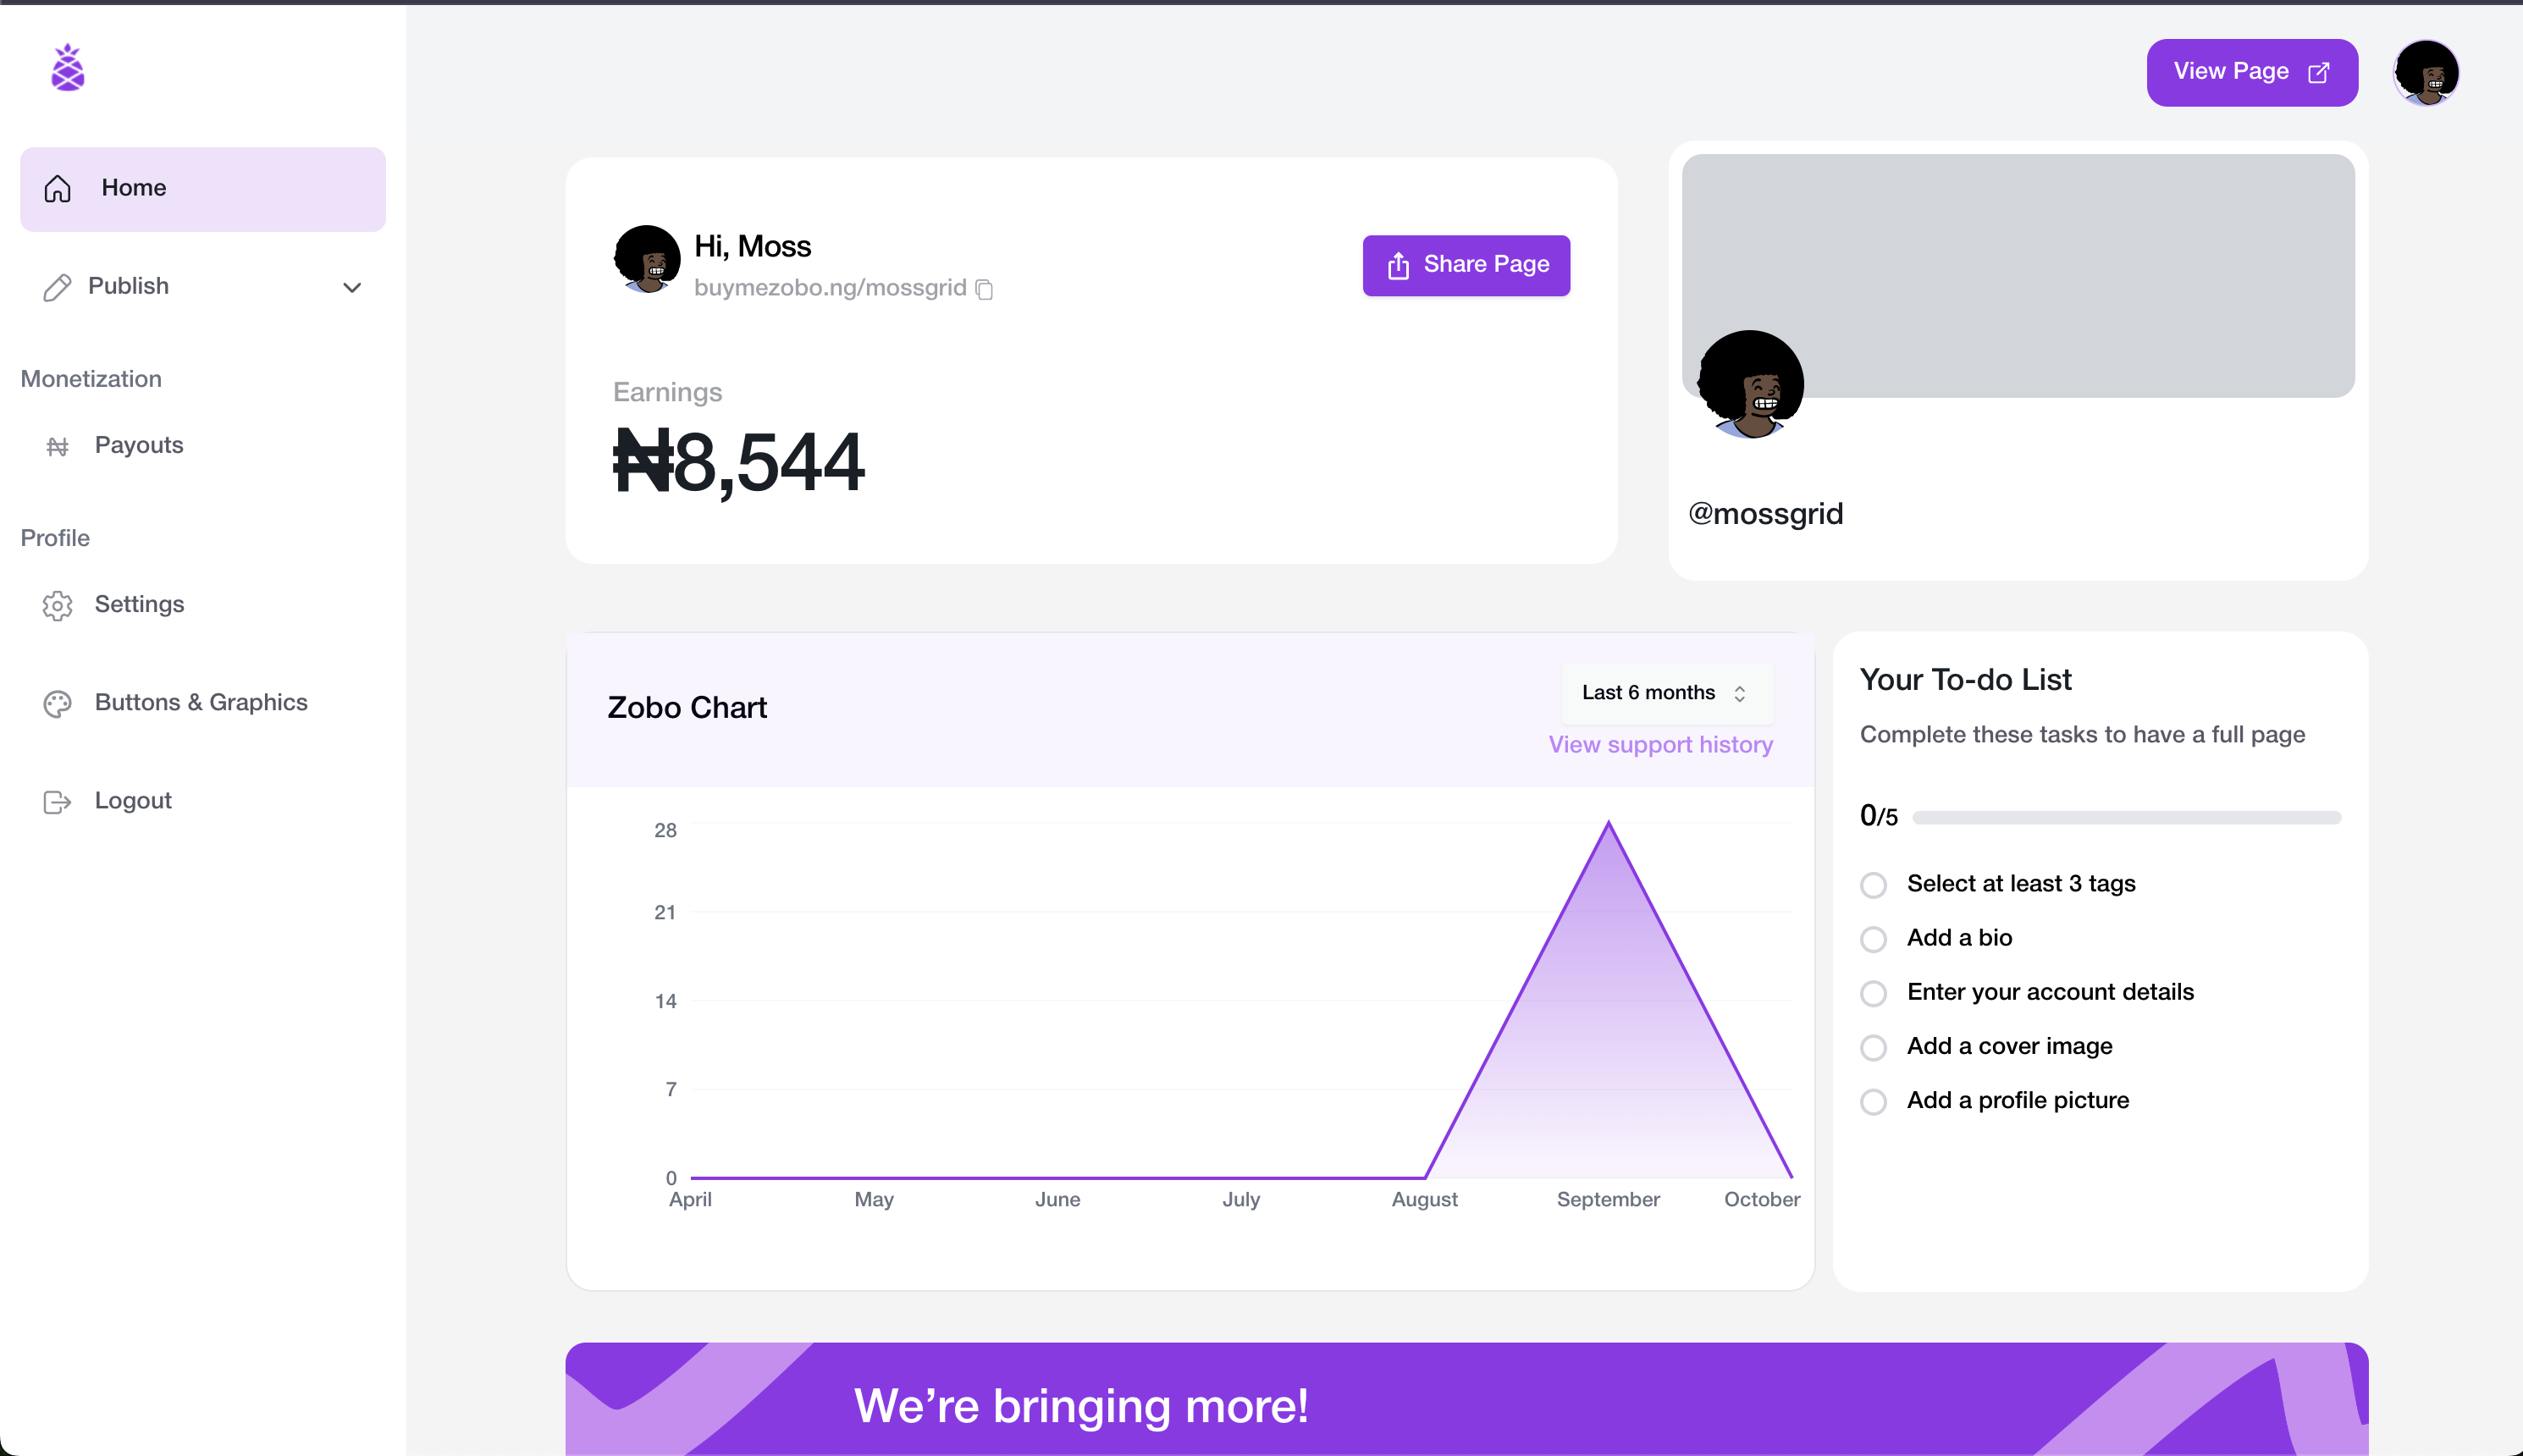 View Page
Home
Publish
Monetization
Payouts
Profile
Settings
Buttons & Graphics
Logout
Hi, Moss
buymezobo.ng/mossgrid
Share Page
Earnings
₦8,544
@mossgrid
Zobo Chart
Last 6 months
View support history
28
21
14
7
0
April May June July August September October
Your To-do List
Complete these tasks to have a full page
0/5
Select at least 3 tags
Add a bio
Enter your account details
Add a cover image
Add a profile picture
We’re bringing more!